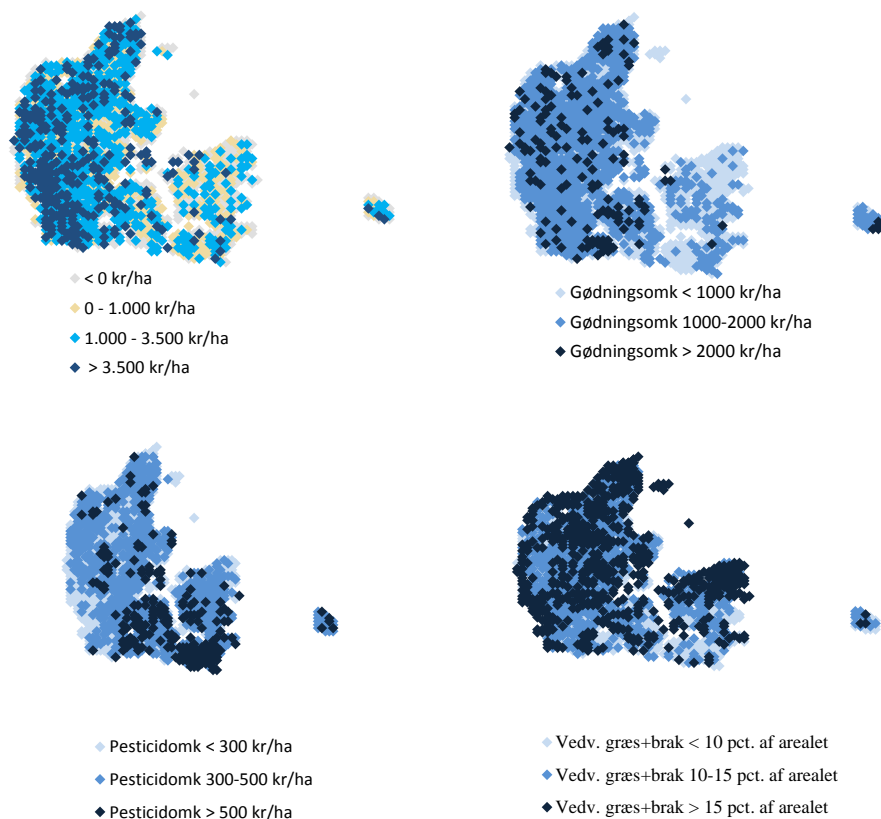 < 0 kr/ha
0 - 1.000 kr/ha
1.000 - 3.500 kr/ha
> 3.500 kr/ha
Gødningsomk < 1000 kr/ha
Gødningsomk 1000-2000 kr/ha
Gødningsomk > 2000 kr/ha
Pesticidomk < 300 kr/ha
Pesticidomk 300-500 kr/ha
Pesticidomk > 500 kr/ha
Vedv. græs+brak < 10 pct. af arealet
Vedv. græs+brak 10-15 pct. af arealet
Vedv. græs+brak > 15 pct. af arealet